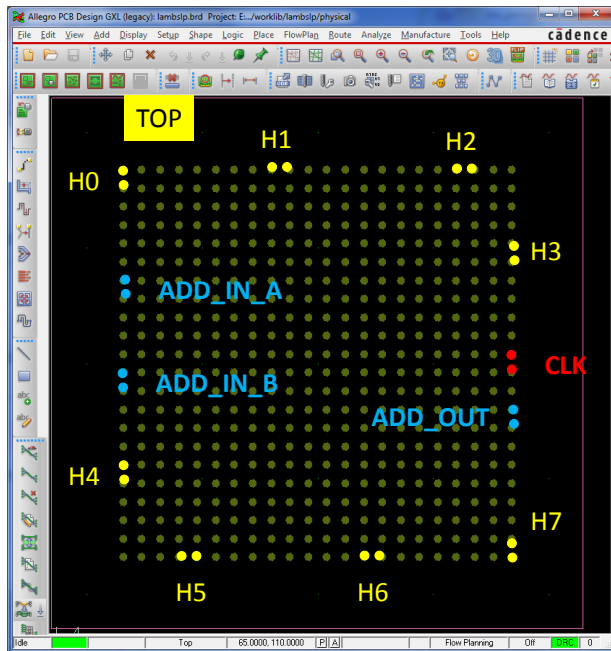 Allegro PCB Design GXL (legacy): lambslp.brd Project: E:.../worklib/lambslp/physical
File Edit View Add Display Setup Shape Logic Place FlowPlan Route Analyze Manufacture Tools Help cādence
TOP
H1
H2
H0
H3
ADD_IN_A
CLK
ADD_IN_B
ADD_OUT
H4
H7
H5
H6
Idle Top 65.0000, 110.0000 P A Flow Planning Off DRC 0